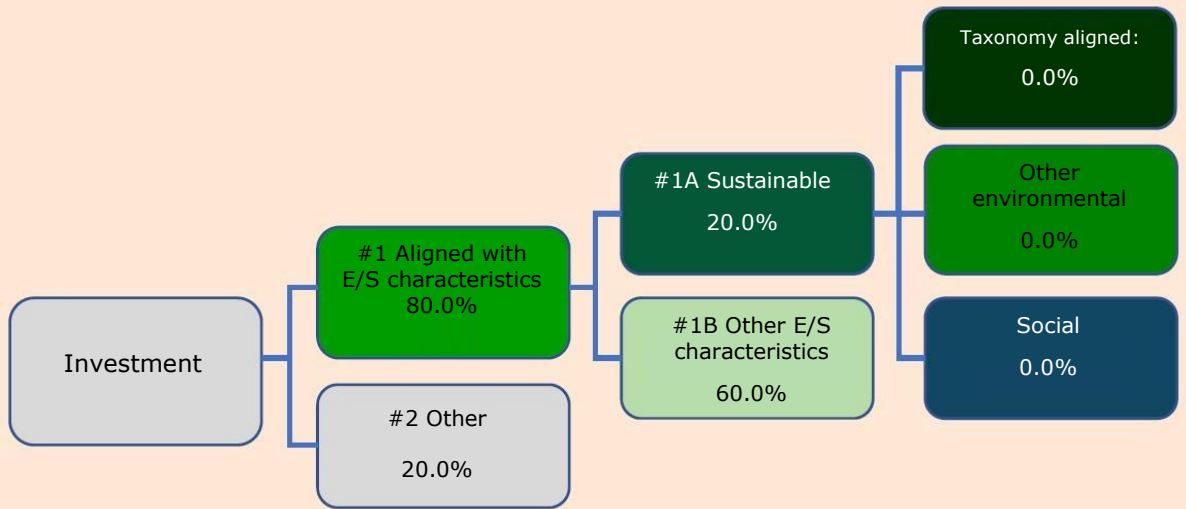 Investment
#1 Aligned with
E/S characteristics
80.0%
#2 Other
20.0%
#1A Sustainable
20.0%
#1B Other E/S
characteristics
60.0%
Taxonomy aligned:
0.0%
Other
environmental
0.0%
Social
0.0%